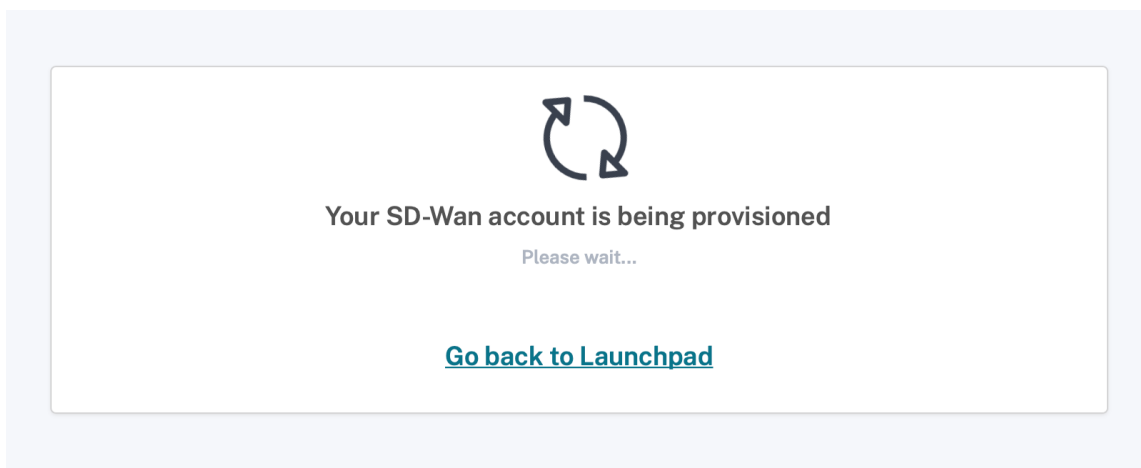 Your SD-Wan account is being provisioned
Please wait...
Go back to Launchpad